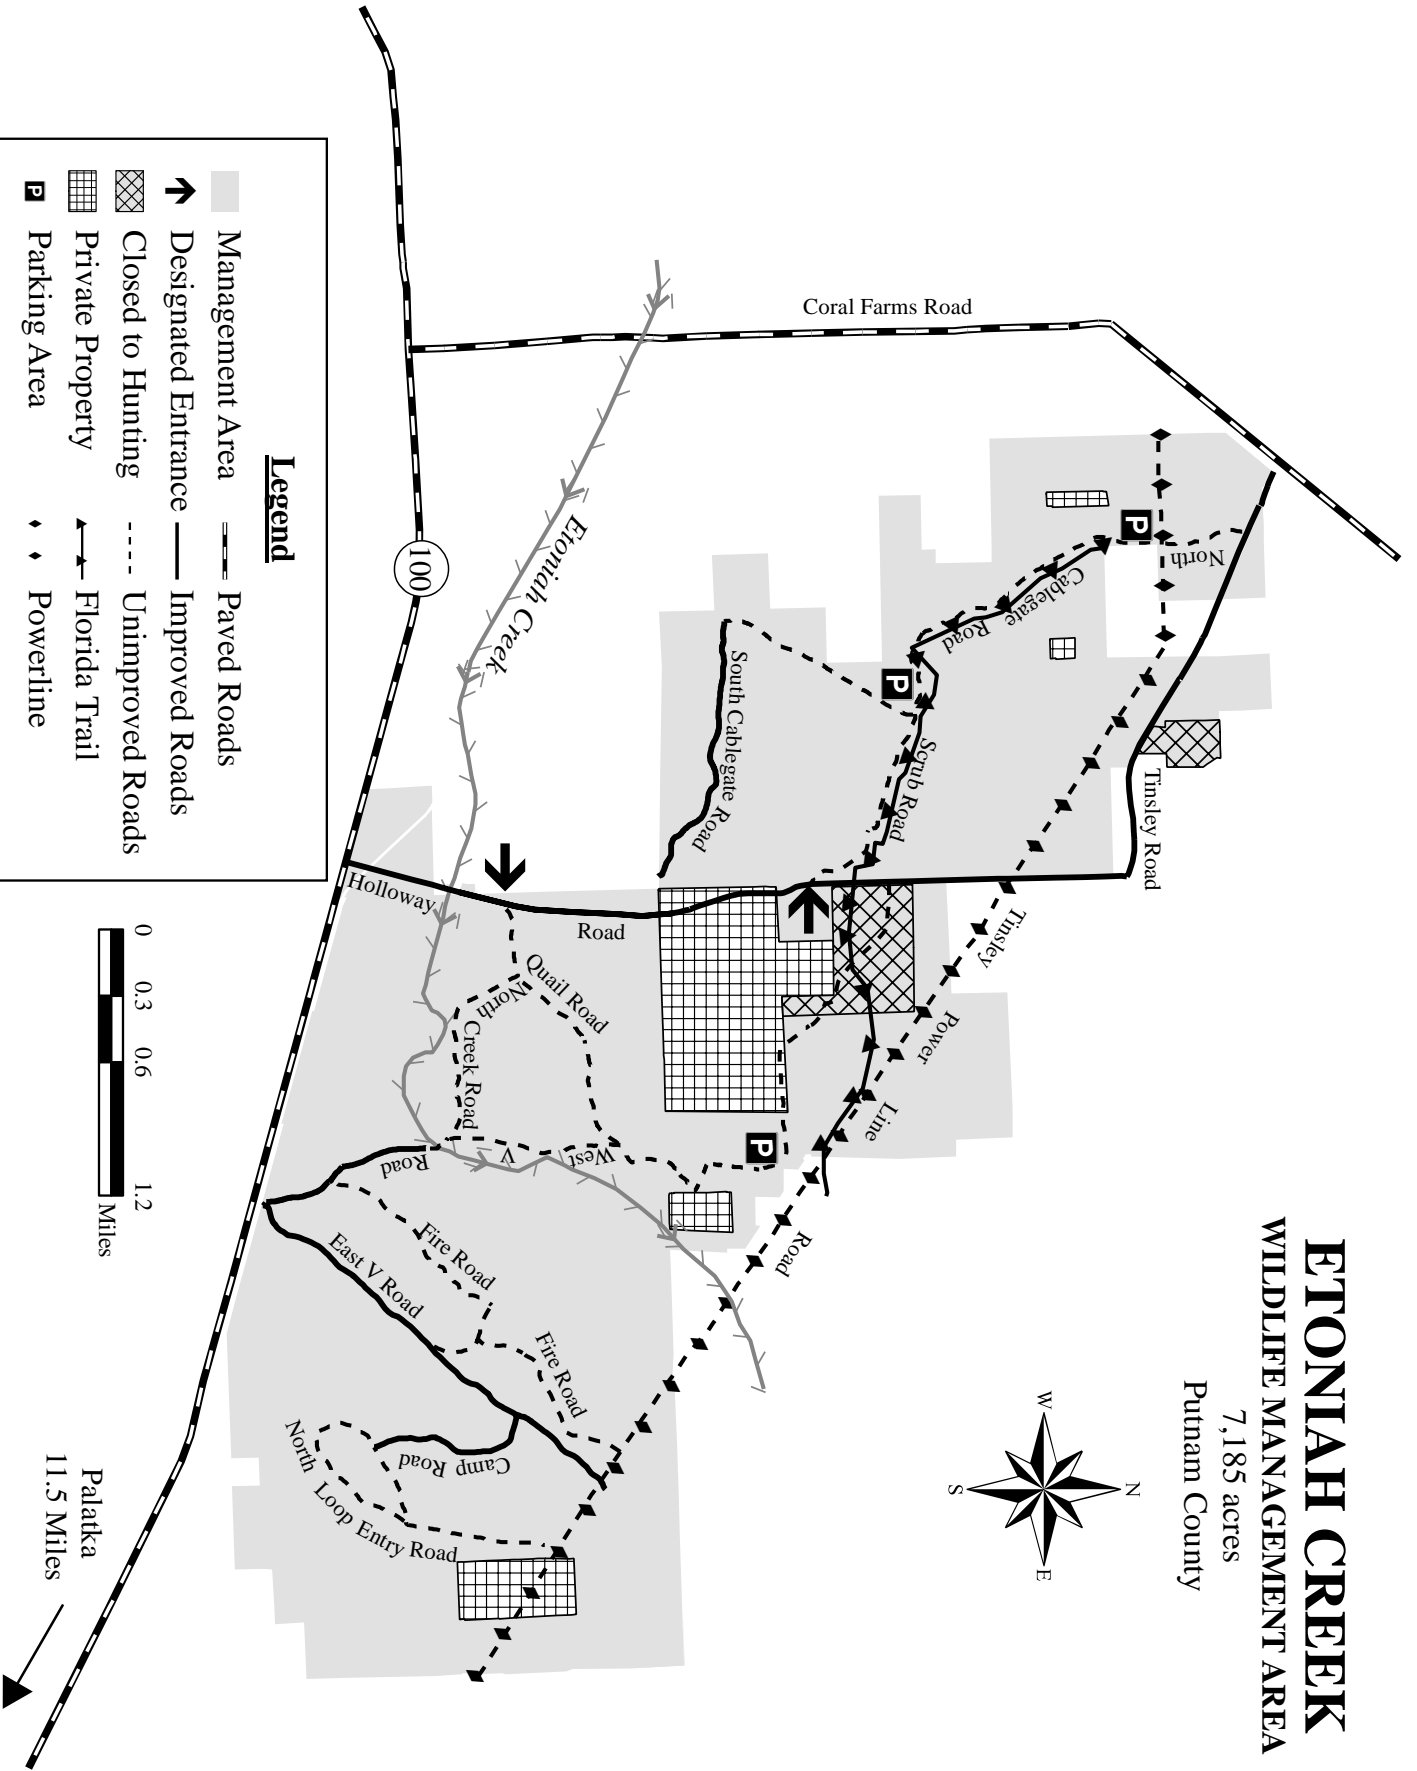 ETONIAH CREEK
WILDLIFE MANAGEMENT AREA
7,185 acres
Putnam County
N
W
E
S
Coral Farms Road
North
Cablegate
Road
Tinsley Road
Scrub Road
South Cablegate
Road
Etoniah Creek
100
Tinsley
Power
Line
Road
Holloway
Road
Quail Road
North
Creek Road
West
V
Road
Fire Road
East V Road
Fire Road
Camp
Road
North
Loop Entry Road
P
P
P
Legend
Management Area
Designated Entrance
Closed to Hunting
Private Property
P Parking Area
Paved Roads
Improved Roads
Unimproved Roads
Florida Trail
Powerline
0 0.3 0.6 1.2
Miles
Palatka
11.5 Miles